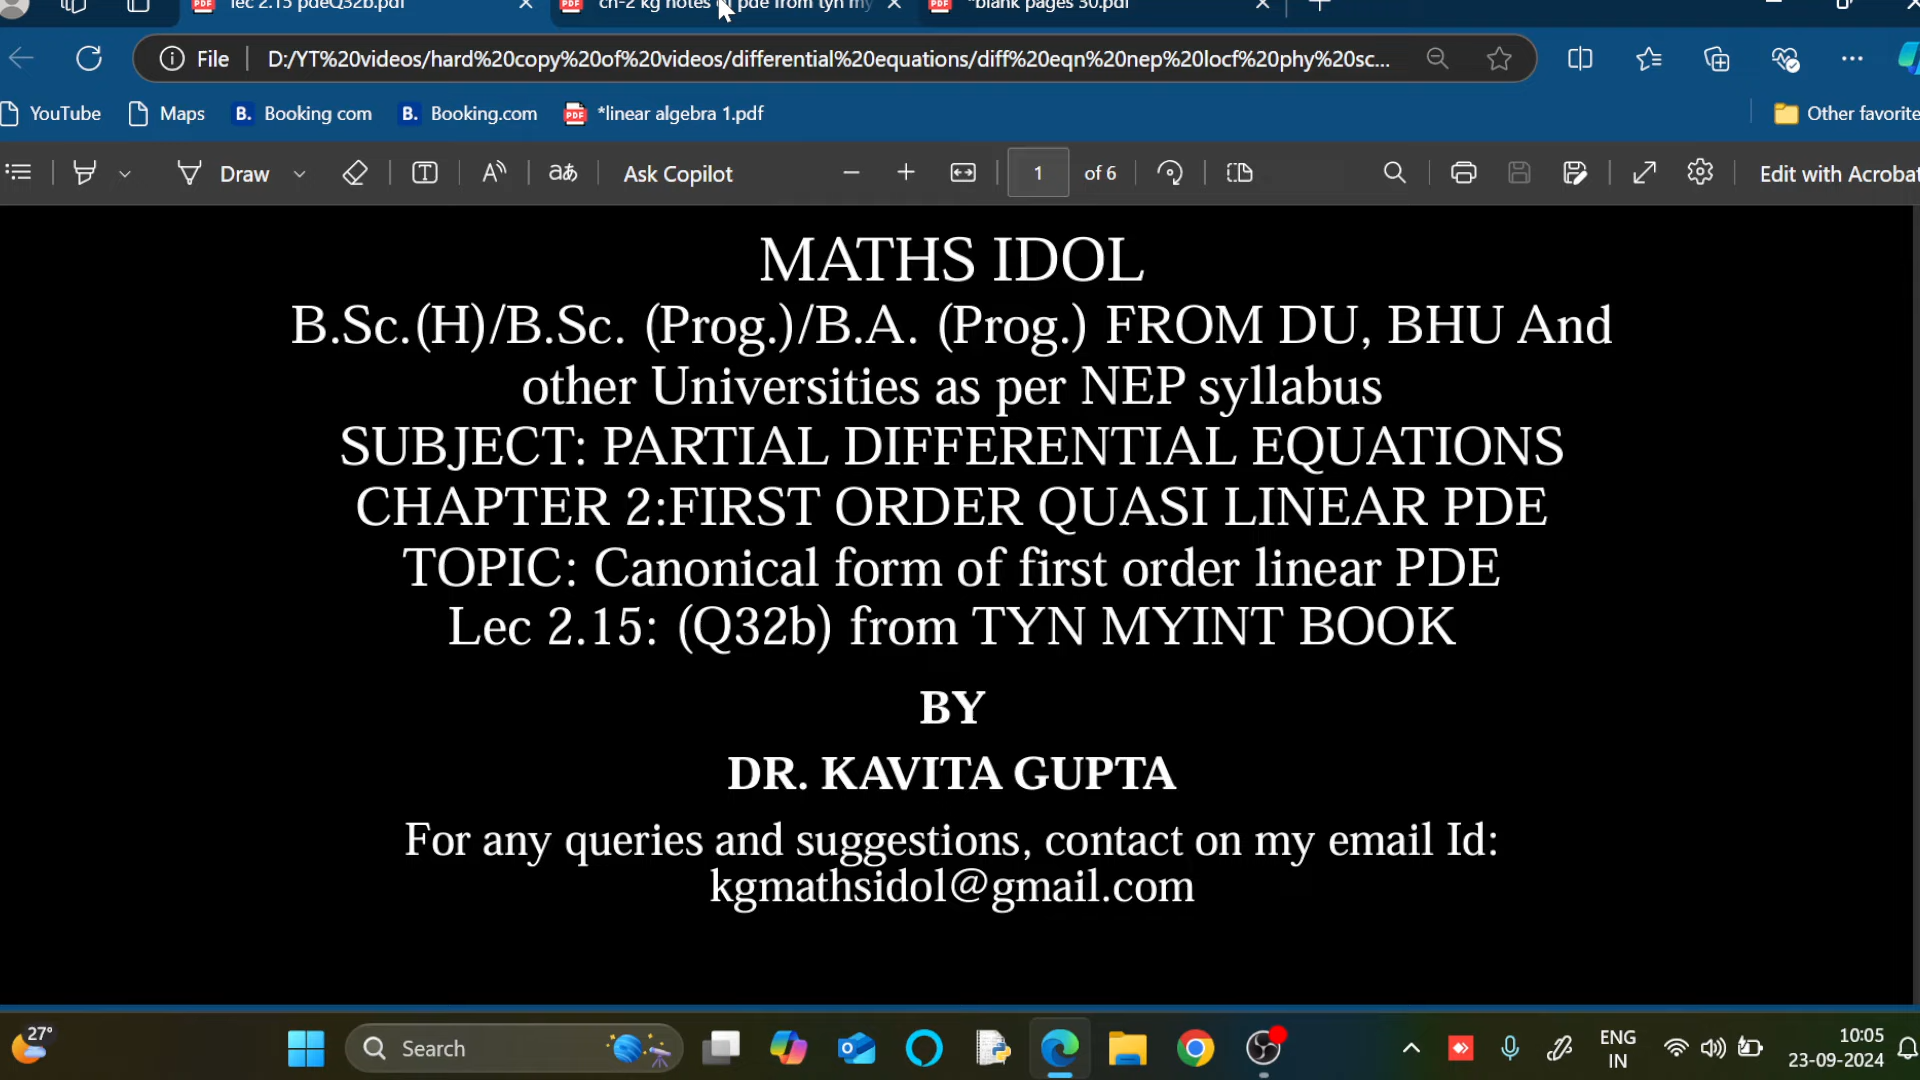 lec 2.15 pdeQ32b.pdf
ch-2 kg notes of pde from tyn my
*blank pages 30.pdf
File
D:/YT%20videos/hard%20copy%20of%20videos/differential%20equations/diff%20eqn%20nep%20locf%20phy%20sc...
YouTube
Maps
B. Booking com
B. Booking.com
PDF *linear algebra 1.pdf
Other favorite
Draw
Ask Copilot
1 of 6
Edit with Acrobat
MATHS IDOL
B.Sc.(H)/B.Sc. (Prog.)/B.A. (Prog.) FROM DU, BHU And
other Universities as per NEP syllabus
SUBJECT: PARTIAL DIFFERENTIAL EQUATIONS
CHAPTER 2:FIRST ORDER QUASI LINEAR PDE
TOPIC: Canonical form of first order linear PDE
Lec 2.15: (Q32b) from TYN MYINT BOOK
BY
DR. KAVITA GUPTA
For any queries and suggestions, contact on my email Id:
kgmathsidol@gmail.com
27°
Search
ENG
IN
10:05
23-09-2024